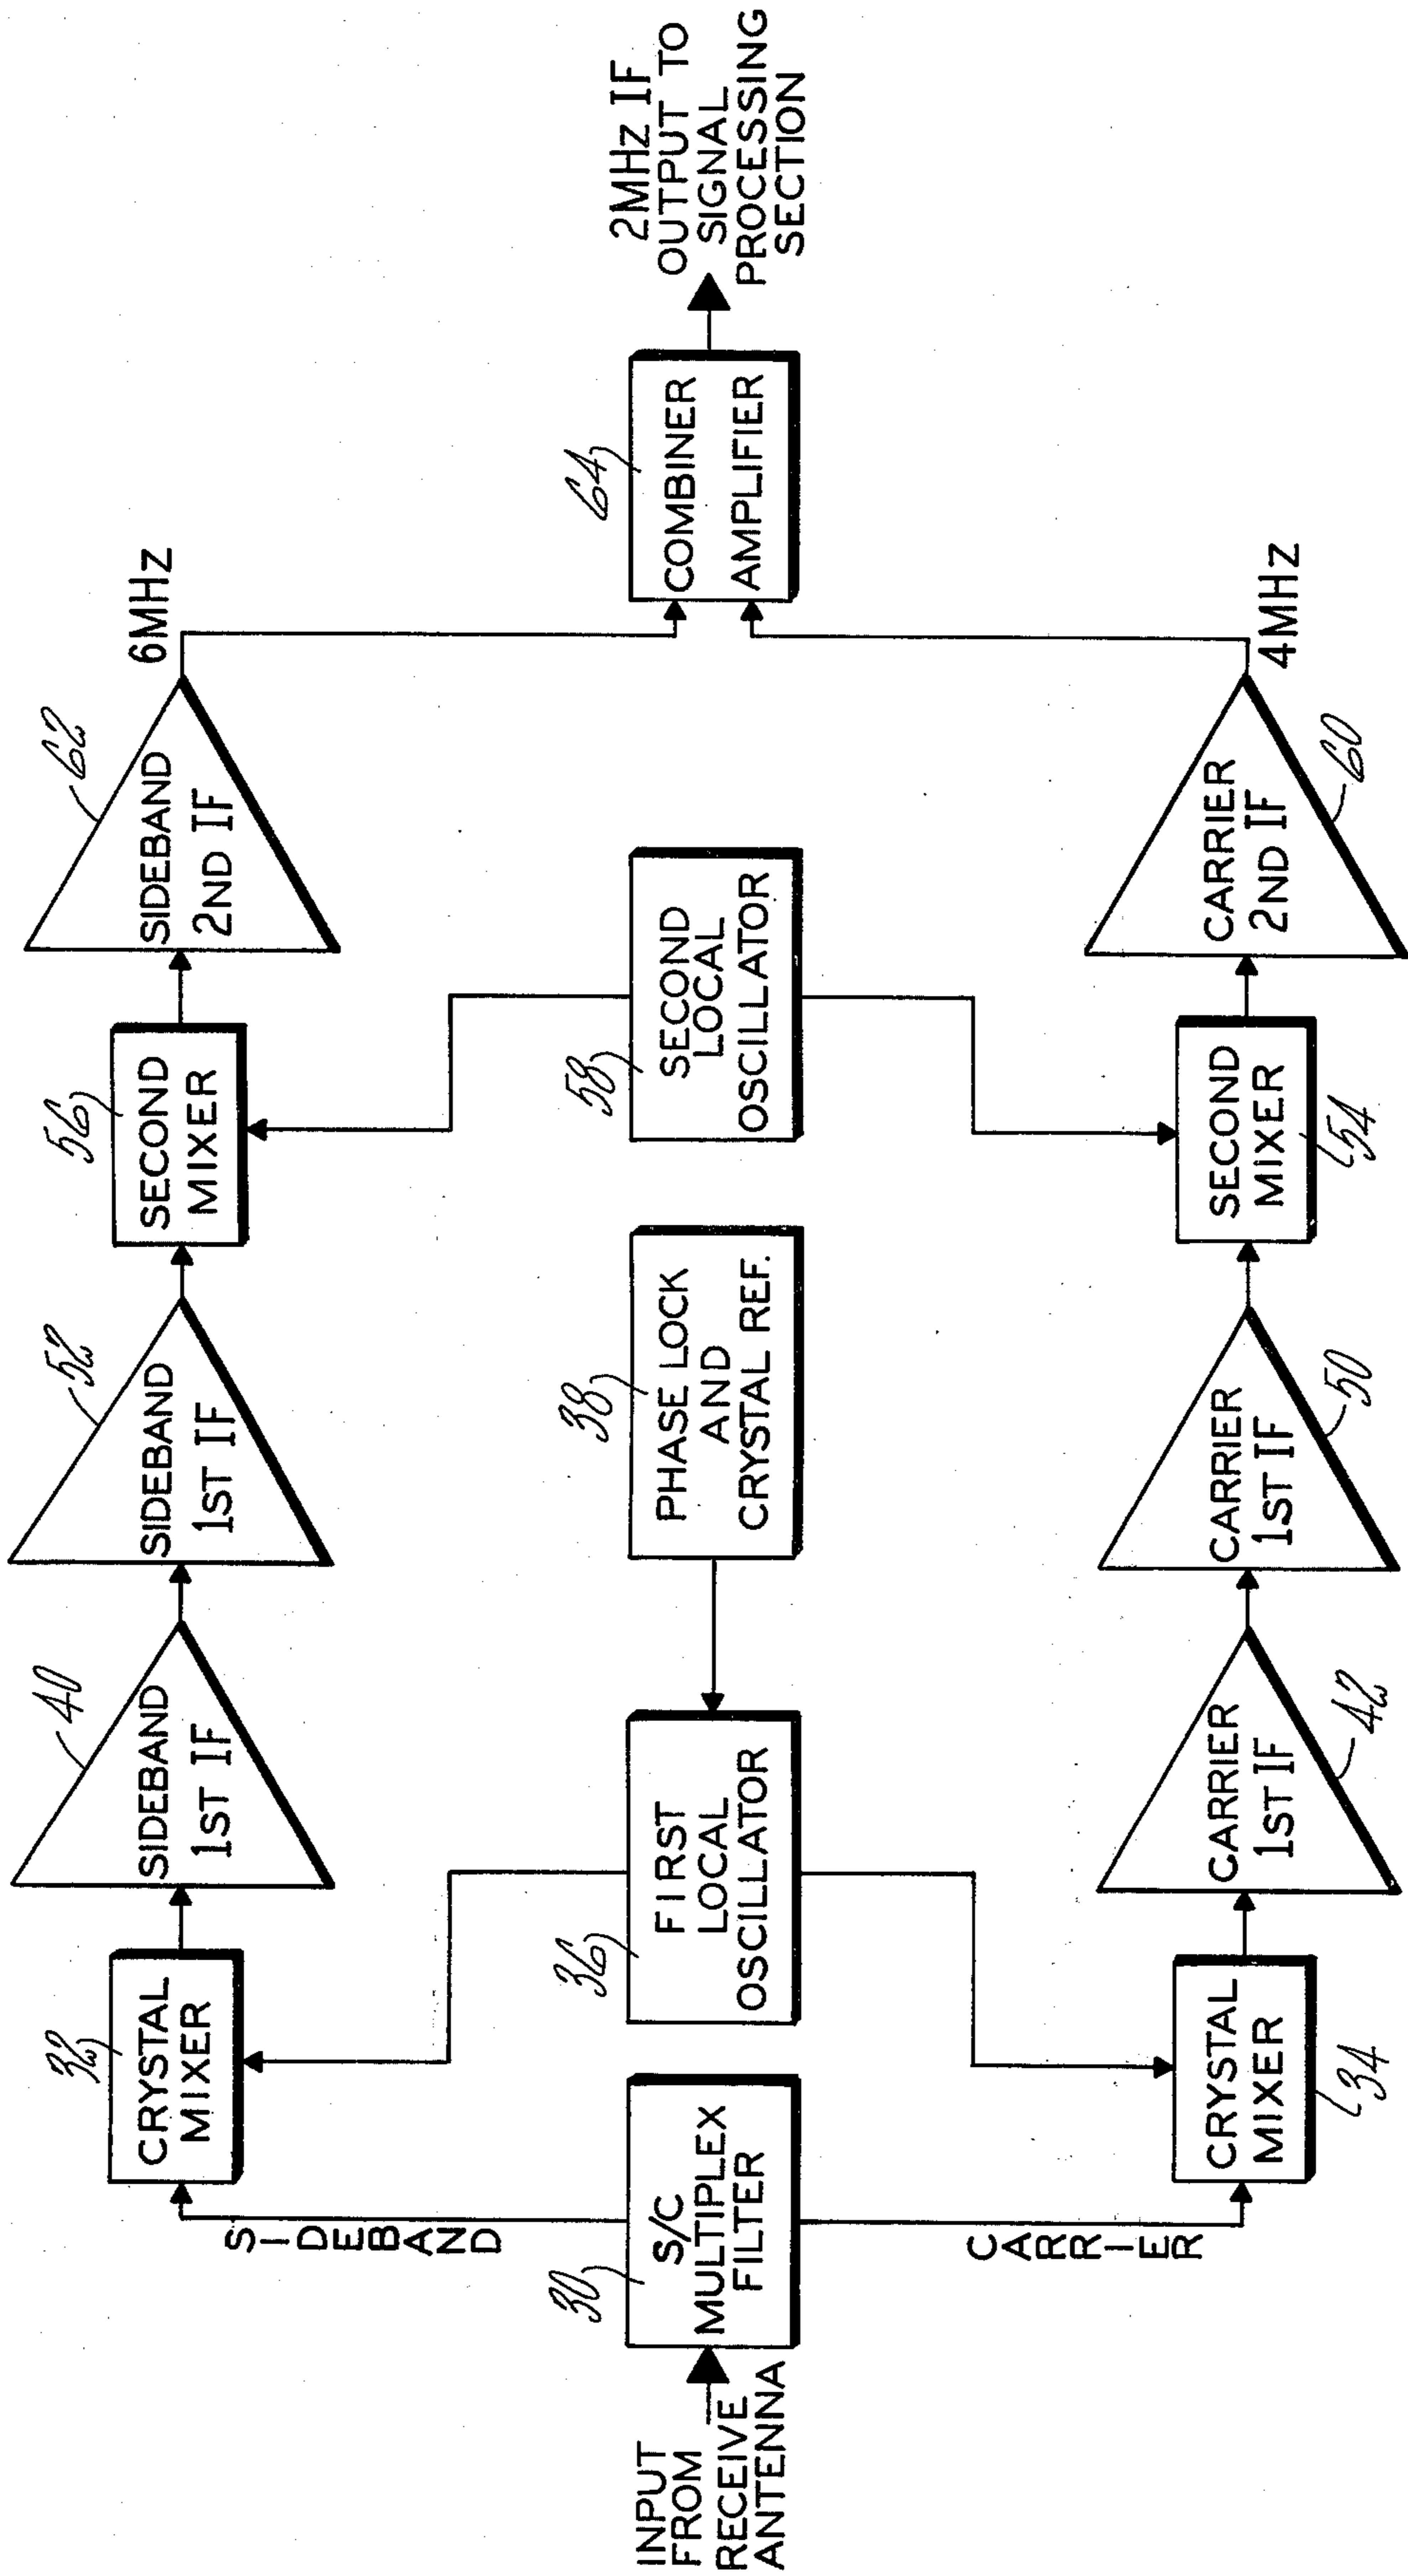 INPUT
FROM
RECEIVE
ANTENNA
30
S/C
MULTIPLEX
FILTER
SIDEBAND
CARRIER
32
CRYSTAL
MIXER
34
CRYSTAL
MIXER
36
FIRST
LOCAL
OSCILLATOR
38
PHASE LOCK
AND
CRYSTAL REF.
40
SIDEBAND
1ST IF
42
CARRIER
1ST IF
52
SIDEBAND
1ST IF
50
CARRIER
1ST IF
56
SECOND
MIXER
54
SECOND
MIXER
58
SECOND
LOCAL
OSCILLATOR
62
SIDEBAND
2ND IF
6MHz
60
CARRIER
2ND IF
4MHz
64
COMBINER
AMPLIFIER
2MHz IF
OUTPUT TO
SIGNAL
PROCESSING
SECTION